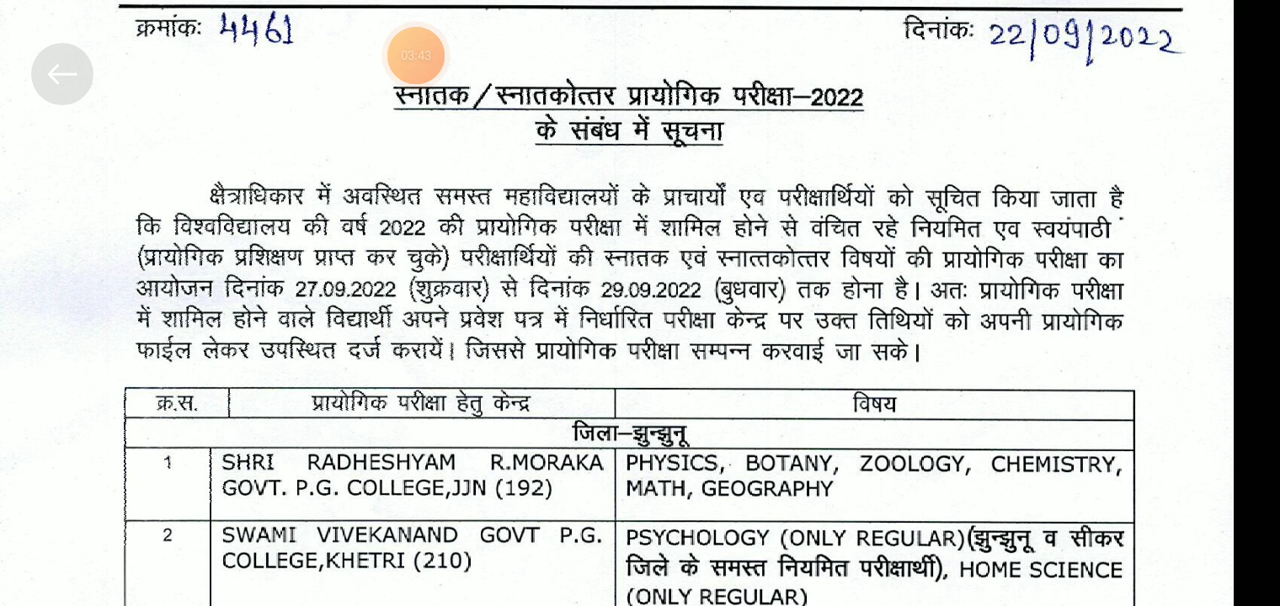 क्रमांकः 4461
दिनांकः 22/09/2022
03:43
स्नातक/स्नातकोत्तर प्रायोगिक परीक्षा–2022
के संबंध में सूचना
क्षैत्राधिकार में अवस्थित समस्त महाविद्यालयों के प्राचार्यों एव परीक्षार्थियों को सूचित किया जाता है
कि विश्वविद्यालय की वर्ष 2022 की प्रायोगिक परीक्षा में शामिल होने से वंचित रहे नियमित एव स्वयंपाठी
(प्रायोगिक प्रशिक्षण प्राप्त कर चुके) परीक्षार्थियों की स्नातक एवं स्नात्तकोत्तर विषयों की प्रायोगिक परीक्षा का
आयोजन दिनांक 27.09.2022 (शुक्रवार) से दिनांक 29.09.2022 (बुधवार) तक होना है। अतः प्रायोगिक परीक्षा
में शामिल होने वाले विद्यार्थी अपने प्रवेश पत्र में निर्धारित परीक्षा केन्द्र पर उक्त तिथियों को अपनी प्रायोगिक
फाईल लेकर उपस्थित दर्ज करायें। जिससे प्रायोगिक परीक्षा सम्पन्न करवाई जा सके।
क्र.स. प्रायोगिक परीक्षा हेतु केन्द्र विषय
जिला–झुन्झुनू
1 SHRI RADHESHYAM R.MORAKA PHYSICS, BOTANY, ZOOLOGY, CHEMISTRY,
GOVT. P.G. COLLEGE,JJN (192) MATH, GEOGRAPHY
2 SWAMI VIVEKANAND GOVT P.G. PSYCHOLOGY (ONLY REGULAR)(झुन्झुनू व सीकर
COLLEGE,KHETRI (210) जिले के समस्त नियमित परीक्षार्थी), HOME SCIENCE
(ONLY REGULAR)